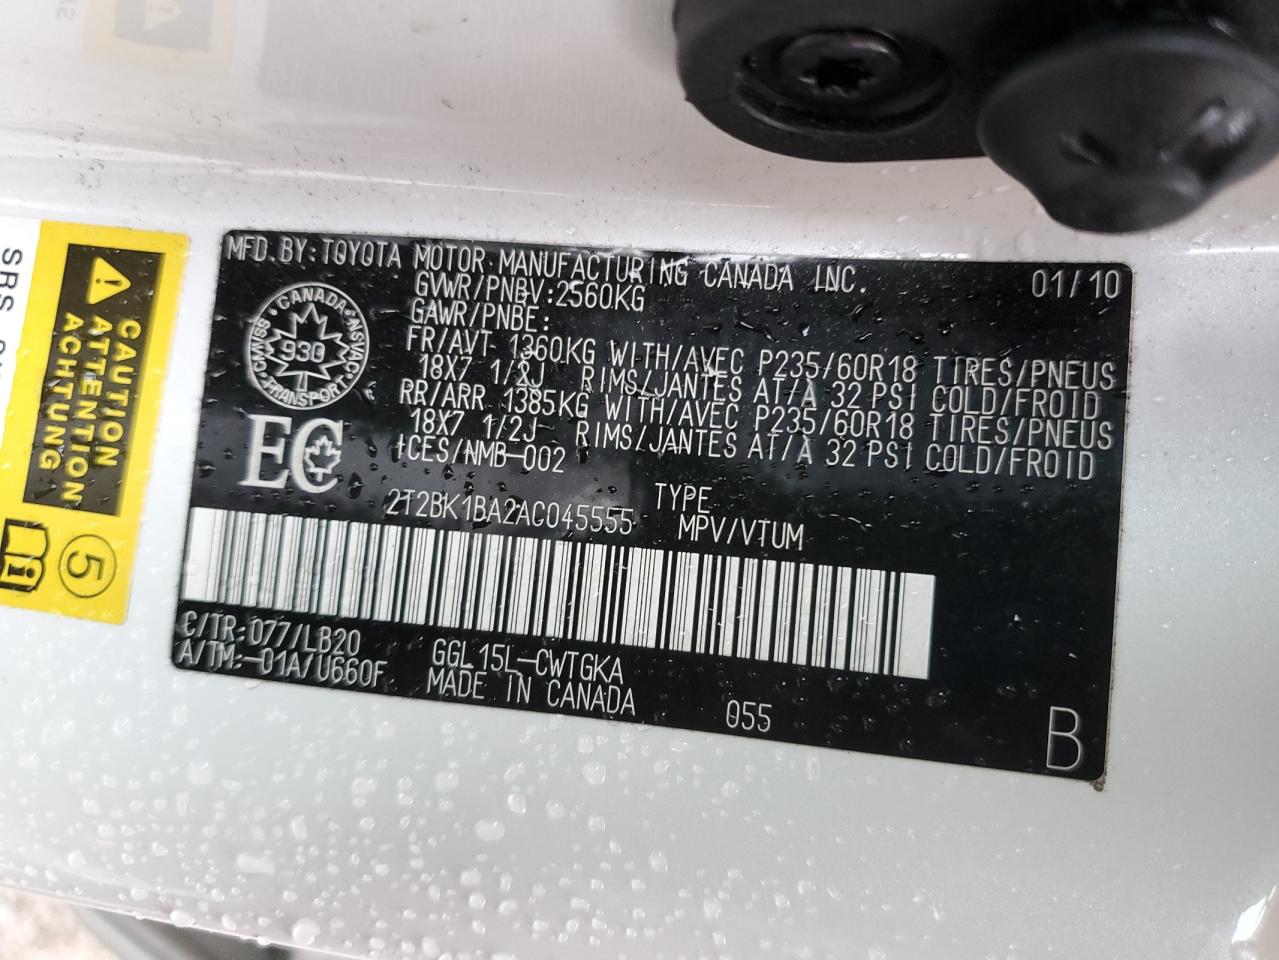 MFD.BY:TOYOTA MOTOR MANUFACTURING CANADA INC. 01/10
GVWR/PNBV:2560KG
GAWR/PNBE:
FR/AVT 1360KG WITH/AVEC P235/60R18 TIRES/PNEUS
18X7 1/2J RIMS/JANTES AT/A 32 PSI COLD/FROID
RR/ARR 1385KG WITH/AVEC P235/60R18 TIRES/PNEUS
18X7 1/2J RIMS/JANTES AT/A 32 PSI COLD/FROID
ICES/NMB-002
CANADA
930
TRANSPORT
EC
2T2BK1BA2AC045555 TYPE
MPV/VTUM
C/TR:077/LB20 GGL15L-CWTGKA
A/TM:-01A/U660F MADE IN CANADA 055 B
CAUTION
ATTENTION
ACHTUNG
5
SRS